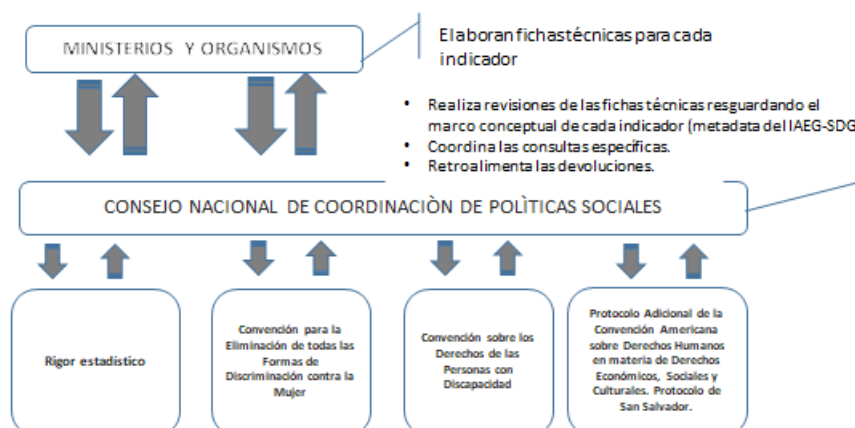 MINISTERIOS Y ORGANISMOS
Elaboran fichas técnicas para cada
indicador
• Realiza revisiones de las fichas técnicas resguardando el
marco conceptual de cada indicador (metadata del IAEG-SDG
• Coordina las consultas específicas.
• Retroalimenta las devoluciones.
CONSEJO NACIONAL DE COORDINACIÒN DE POLÌTICAS SOCIALES
Rigor estadístico
Convención para la
Eliminación de todas las
Formas de
Discriminación contra la
Mujer
Convención sobre los
Derechos de las
Personas con
Discapacidad
Protocolo Adicional de la
Convención Americana
sobre Derechos Humanos
en materia de Derechos
Económicos, Sociales y
Culturales. Protocolo de
San Salvador.